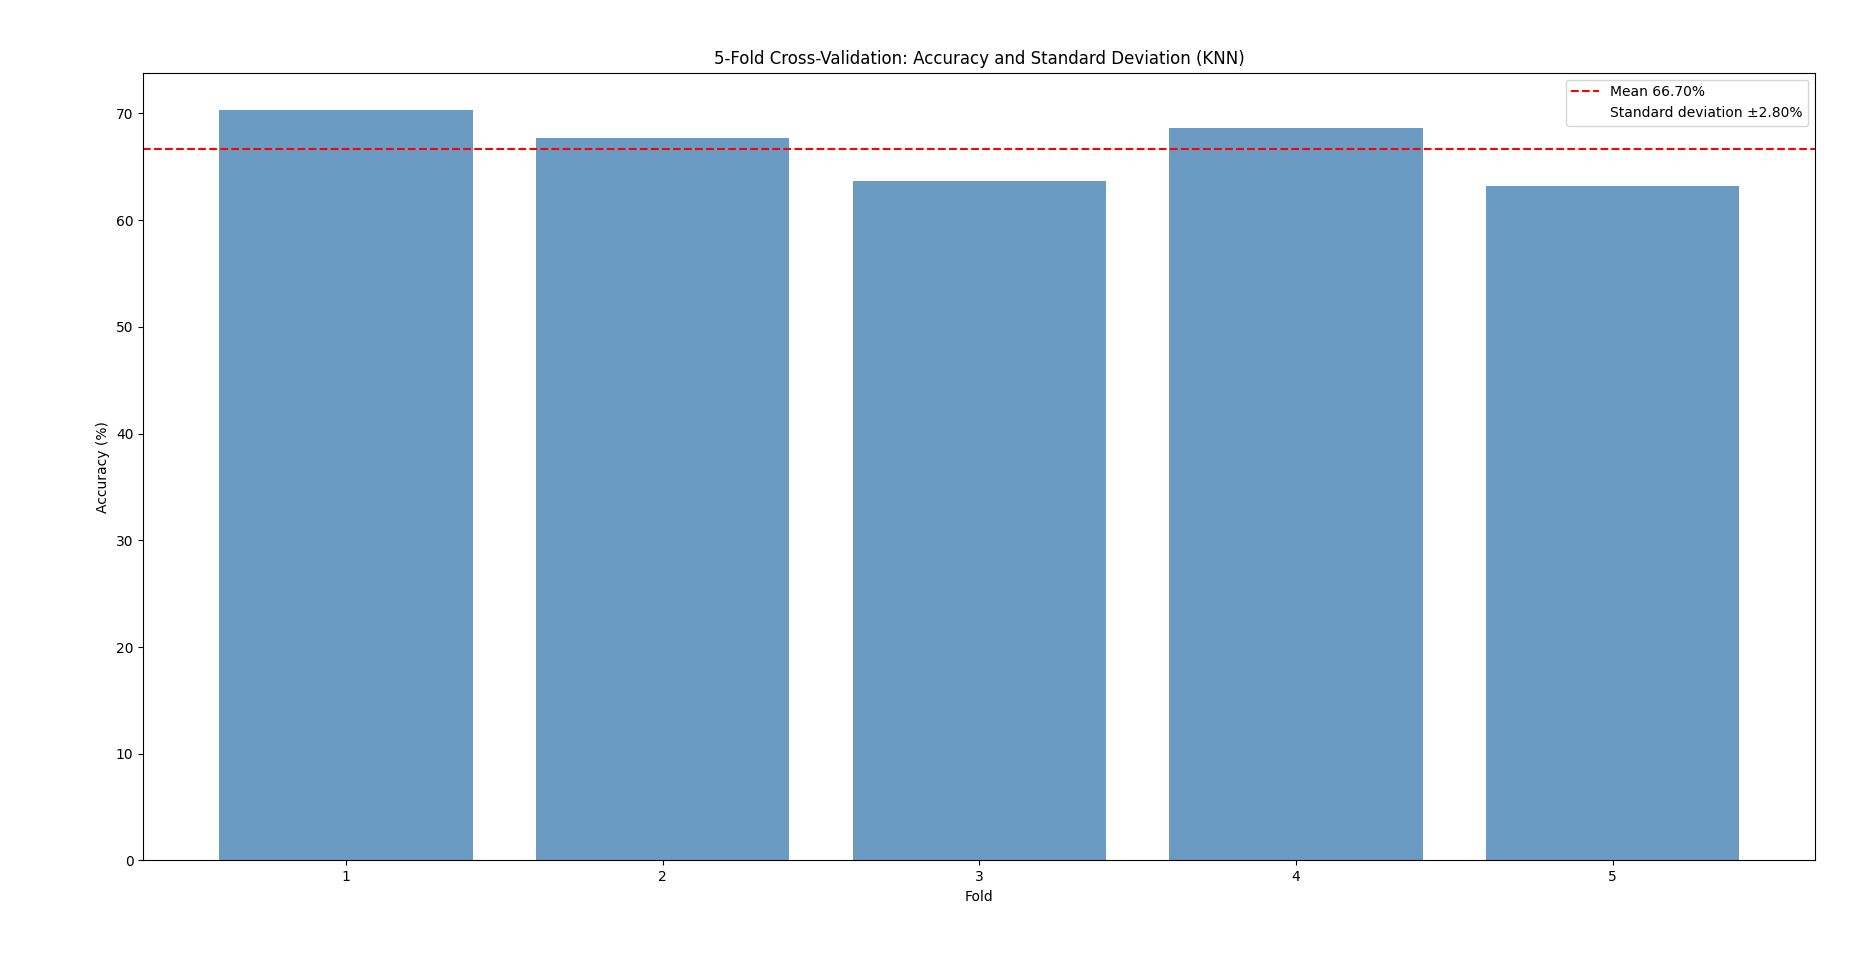 5-Fold Cross-Validation: Accuracy and Standard Deviation (KNN)
Mean 66.70%
Standard deviation ±2.80%
Accuracy (%)
70
60
50
40
30
20
10
0
1 2 3 4 5
Fold